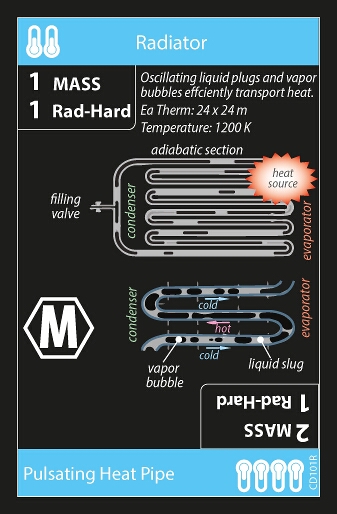 Radiator
1 MASS
1 Rad-Hard
Oscillating liquid plugs and vapor
bubbles effciently transport heat.
Ea Therm: 24 x 24 m
Temperature: 1200 K
adiabatic section
heat
source
filling
valve
condenser
evaporator
condenser
evaporator
cold
hot
cold
M
vapor
bubble
liquid slug
1 Rad-Hard
2 MASS
Pulsating Heat Pipe
CD101R